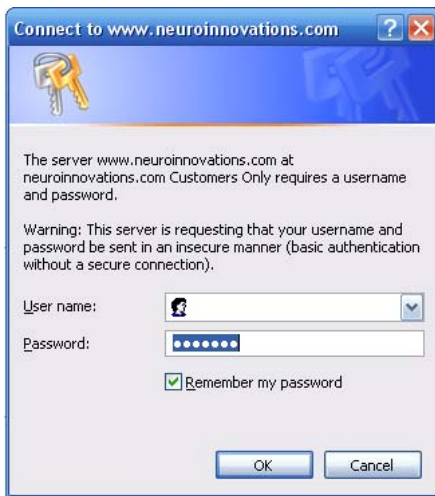 Connect to www.neuroinnovations.com
The server www.neuroinnovations.com at
neuroinnovations.com Customers Only requires a username
and password.
Warning: This server is requesting that your username and
password be sent in an insecure manner (basic authentication
without a secure connection).
User name:
Password:
Remember my password
OK Cancel